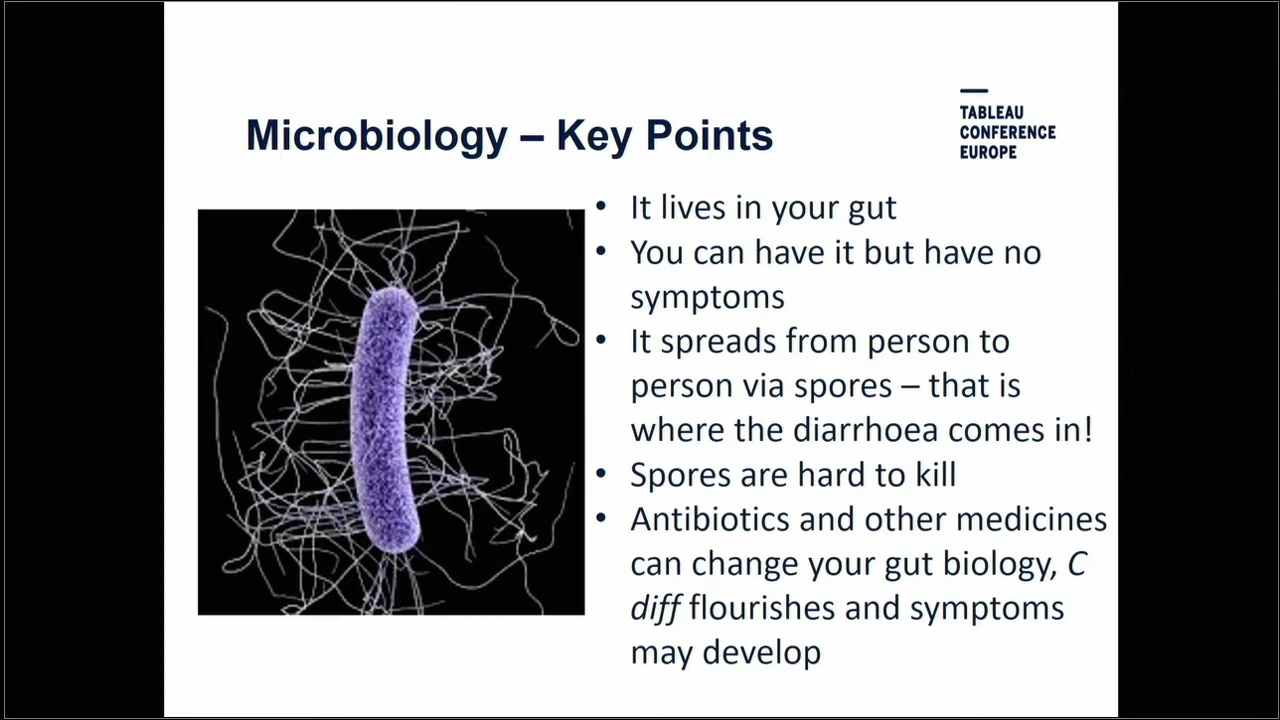 Microbiology – Key Points
TABLEAU
CONFERENCE
EUROPE
• It lives in your gut
• You can have it but have no
symptoms
• It spreads from person to
person via spores – that is
where the diarrhoea comes in!
• Spores are hard to kill
• Antibiotics and other medicines
can change your gut biology, C
diff flourishes and symptoms
may develop